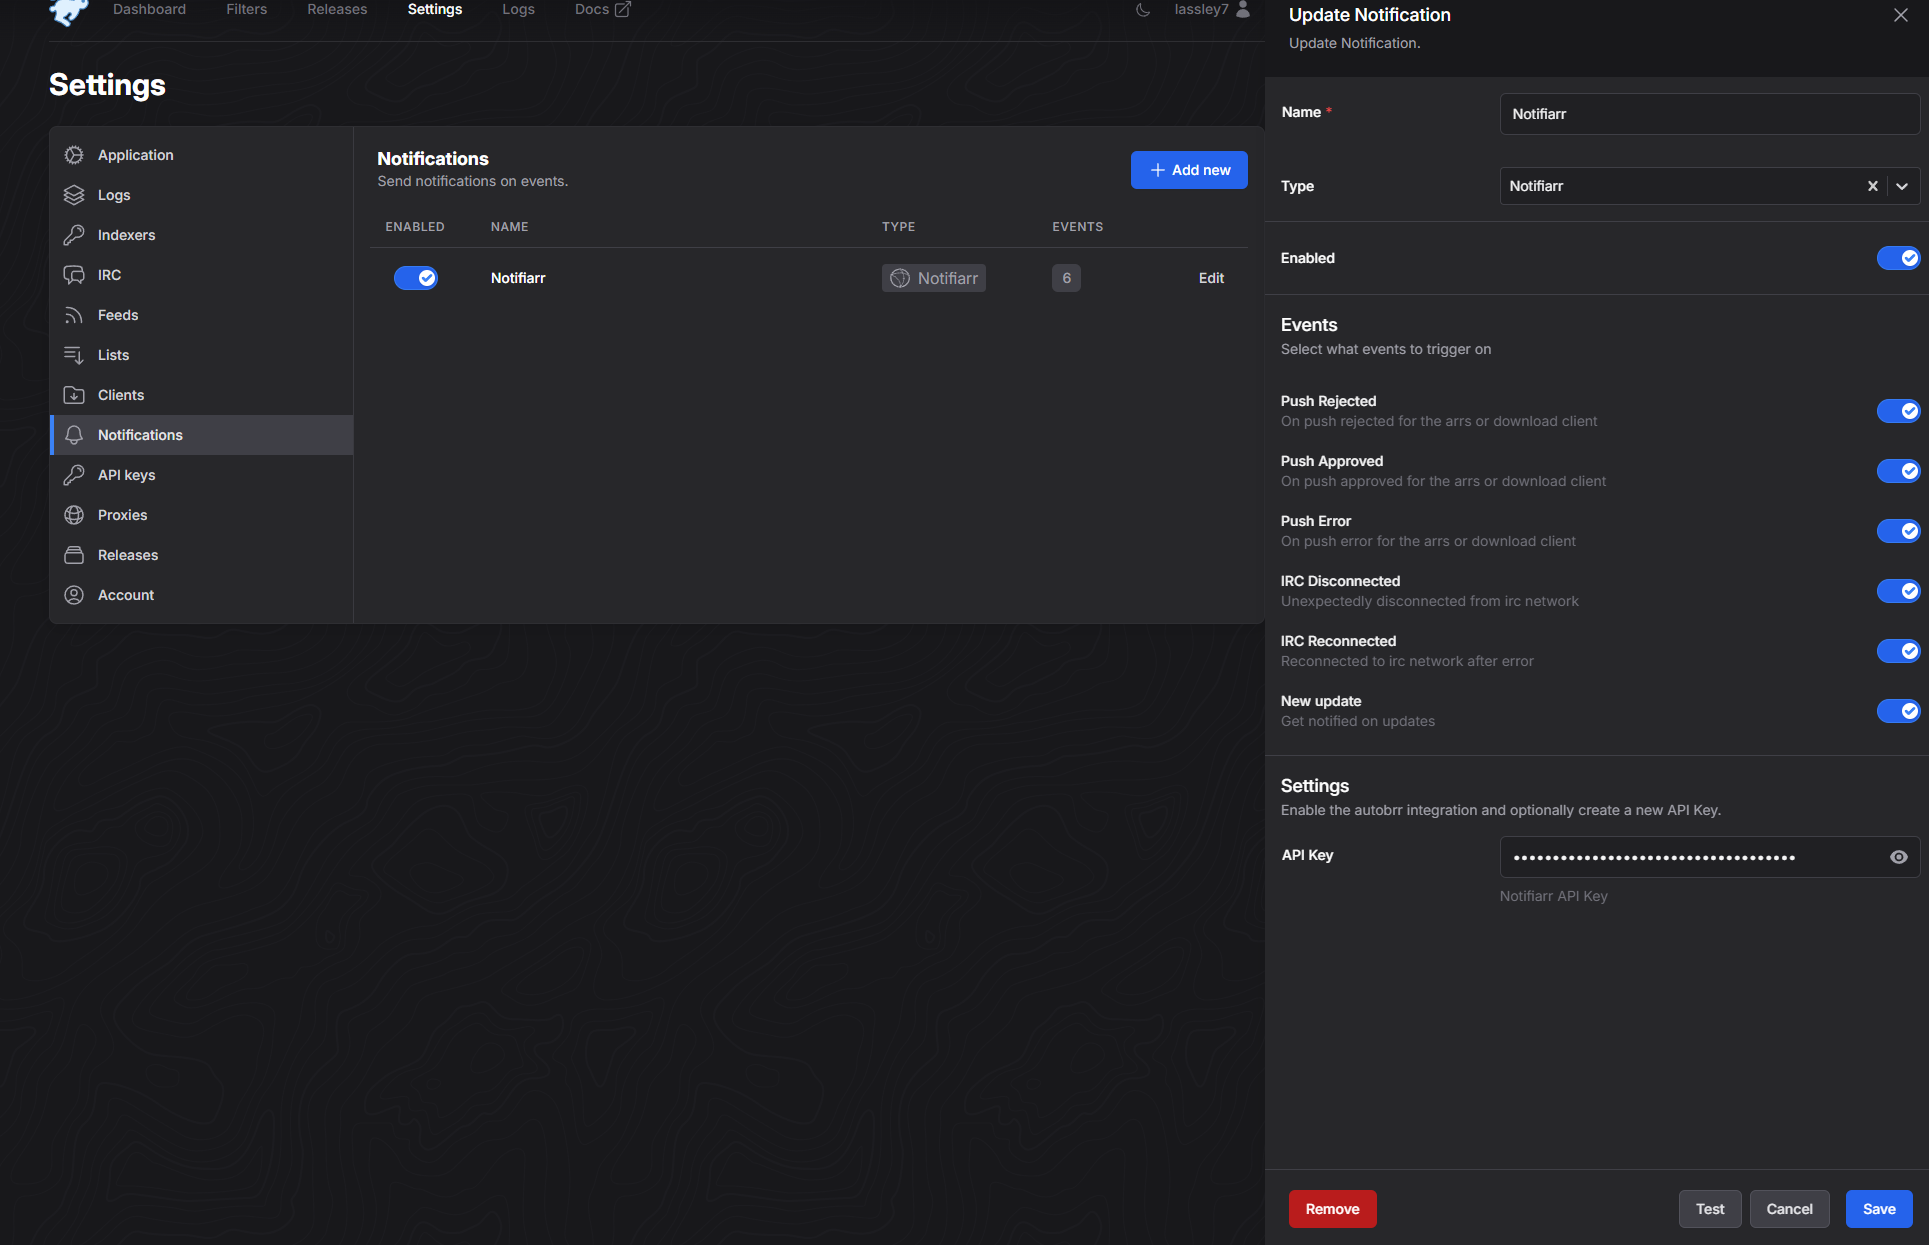 Dashboard
Filters
Releases
Settings
Logs
Docs
lassley7
Settings
Application
Logs
Indexers
IRC
Feeds
Lists
Clients
Notifications
API keys
Proxies
Releases
Account
Notifications
Send notifications on events.
Add new
ENABLED NAME TYPE EVENTS
Notifiarr Notifiarr 6 Edit
Update Notification
Update Notification.
Name *
Notifiarr
Type
Notifiarr
Enabled
Events
Select what events to trigger on
Push Rejected
On push rejected for the arrs or download client
Push Approved
On push approved for the arrs or download client
Push Error
On push error for the arrs or download client
IRC Disconnected
Unexpectedly disconnected from irc network
IRC Reconnected
Reconnected to irc network after error
New update
Get notified on updates
Settings
Enable the autobrr integration and optionally create a new API Key.
API Key
••••••••••••••••••••••••••••••••••••
Notifiarr API Key
Remove
Test
Cancel
Save